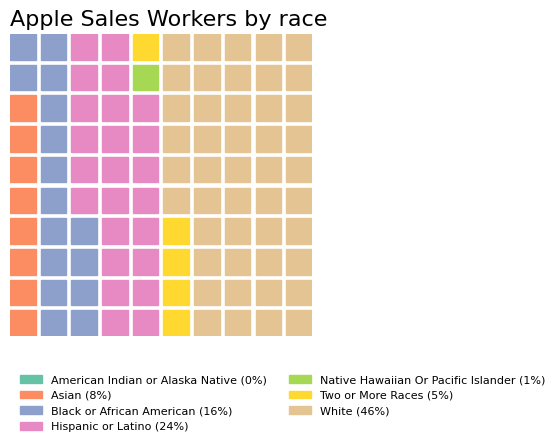 Apple Sales Workers by race
American Indian or Alaska Native (0%)
Asian (8%)
Black or African American (16%)
Hispanic or Latino (24%)
Native Hawaiian Or Pacific Islander (1%)
Two or More Races (5%)
White (46%)